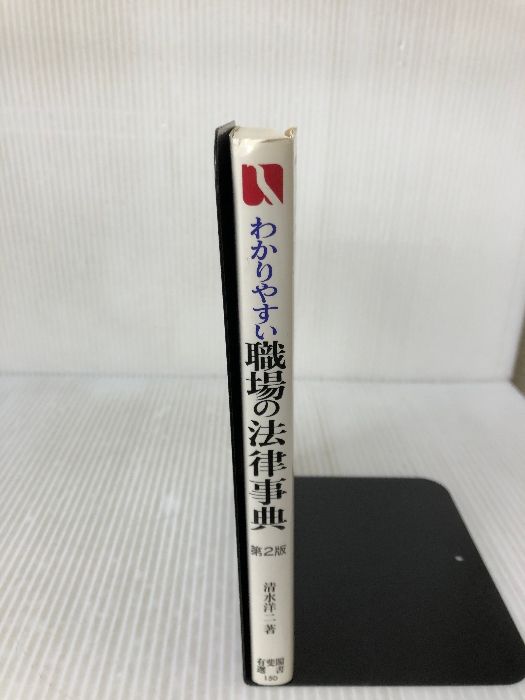 わかりやすい
職場の法律事典
第2版
清水洋二著
有斐閣
選書
180